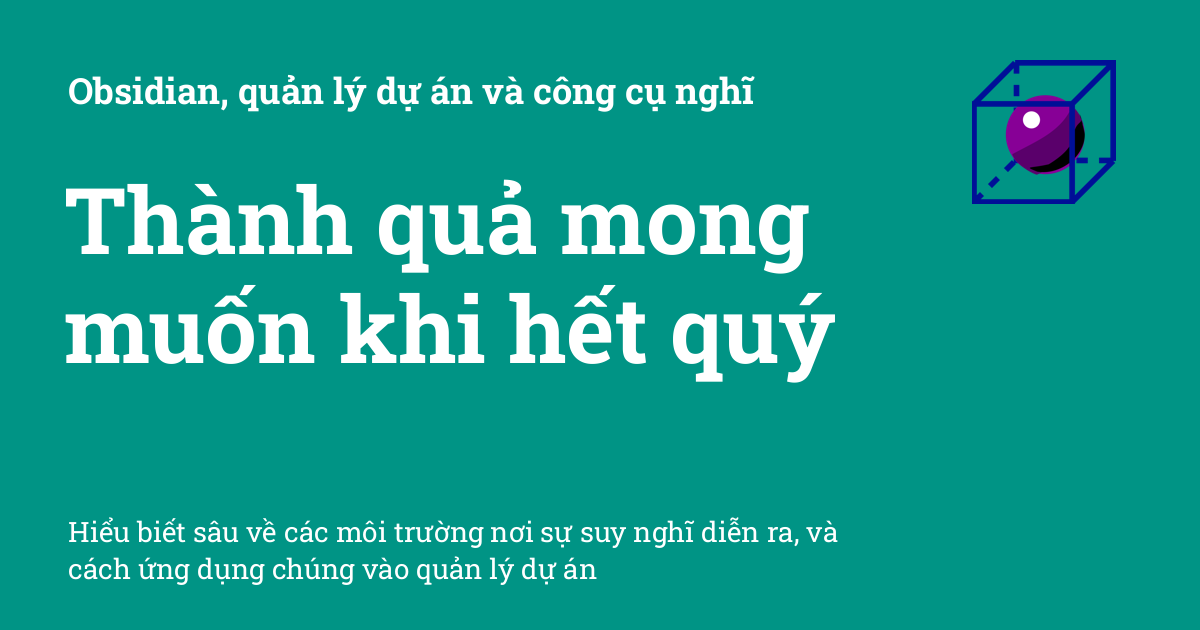 Obsidian, quản lý dự án và công cụ nghĩ
Thành quả mong
muốn khi hết quý
Hiểu biết sâu về các môi trường nơi sự suy nghĩ diễn ra, và
cách ứng dụng chúng vào quản lý dự án